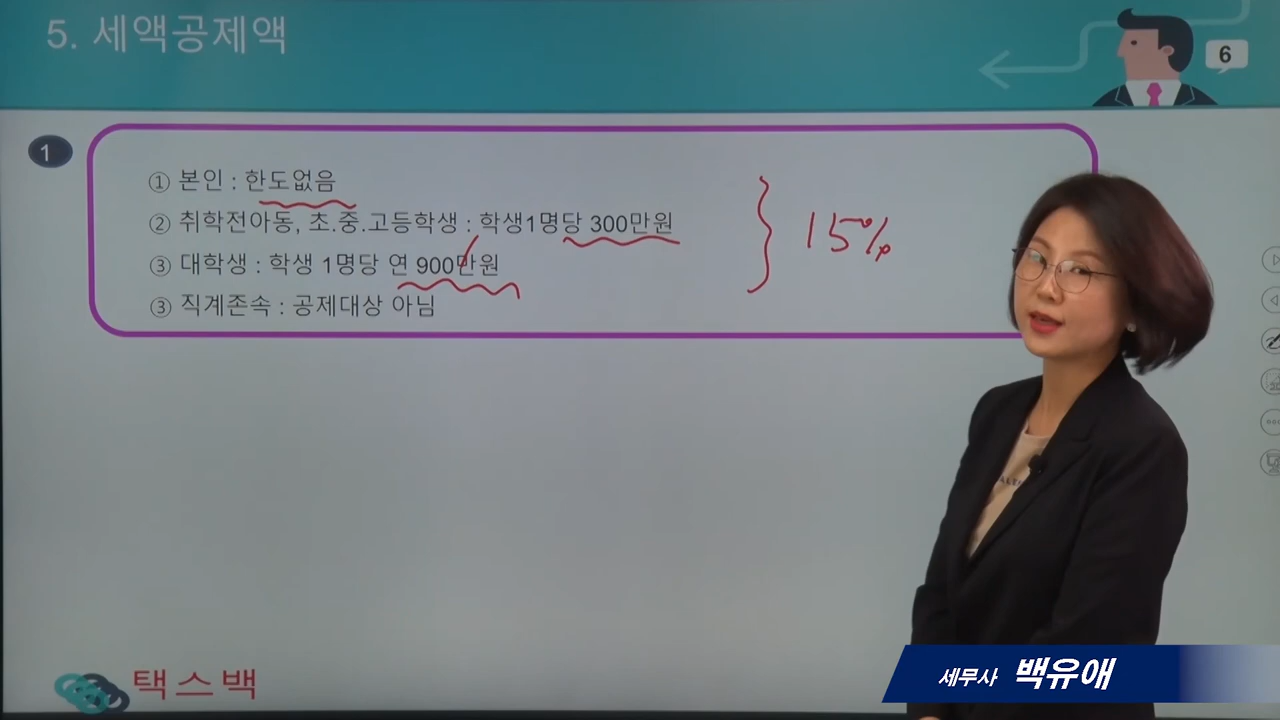 5. 세액공제액
6
1
① 본인 : 한도없음
② 취학전아동, 초.중.고등학생 : 학생1명당 300만원
③ 대학생 : 학생 1명당 연 900만원
③ 직계존속 : 공제대상 아님
15%
택스백
세무사 백유애